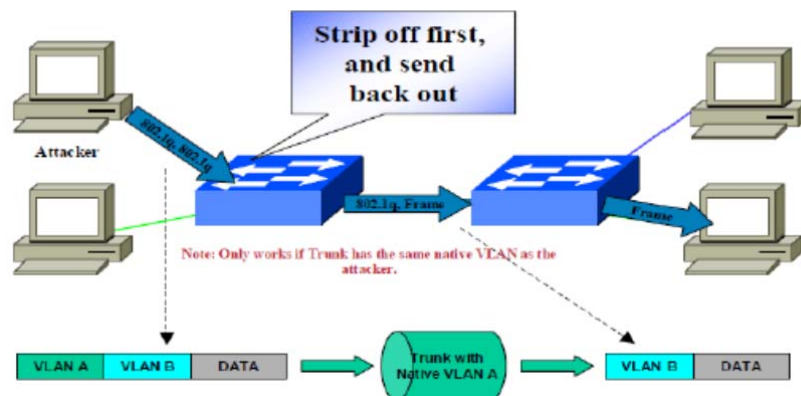 Strip off first,
and send
back out
Attacker
802.1q, 802.1q
802.1q, Frame
Frame
Note: Only works if Trunk has the same native VLAN as the
attacker.
VLAN A VLAN B DATA
Trunk with
Native VLAN A
VLAN B DATA